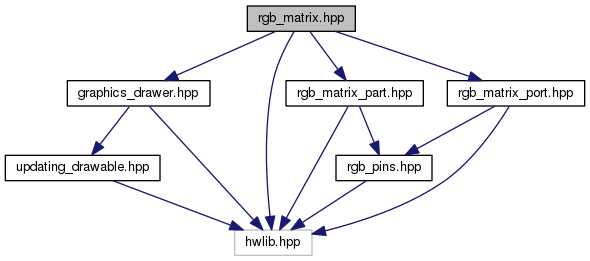 rgb_matrix.hpp
graphics_drawer.hpp
rgb_matrix_part.hpp
rgb_matrix_port.hpp
updating_drawable.hpp
rgb_pins.hpp
hwlib.hpp